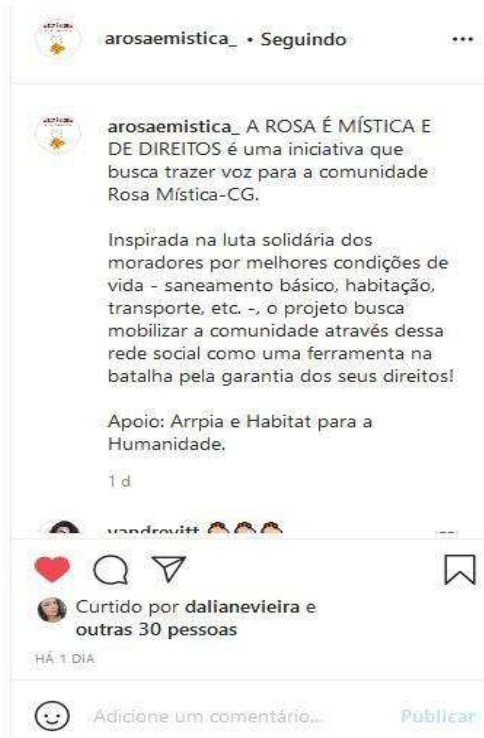 arosaemistica_ • Seguindo
arosaemistica_ A ROSA É MÍSTICA E
DE DIREITOS é uma iniciativa que
busca trazer voz para a comunidade
Rosa Mística-CG.
Inspirada na luta solidária dos
moradores por melhores condições de
vida - saneamento básico, habitação,
transporte, etc. -, o projeto busca
mobilizar a comunidade através dessa
rede social como uma ferramenta na
batalha pela garantia dos seus direitos!
Apoio: Arrpia e Habitat para a
Humanidade.
1 d
Curtido por dalianevieira e
outras 30 pessoas
HÁ 1 DIA
Adicione um comentário...
Publicar